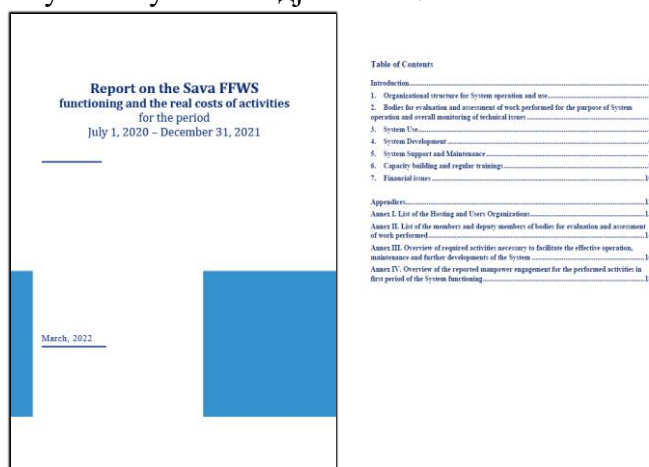 Report on the Sava FFWS
functioning and the real costs of activities
for the period
July 1, 2020 – December 31, 2021
March, 2022
Table of Contents
Introduction
1. Organizational structure for System operation and use
2. Bodies for evaluation and assessment of work performed for the purpose of System
operation and overall monitoring of technical issues
3. System Use
4. System Development
5. System Support and Maintenance
6. Capacity building and regular trainings
7. Financial issues
Appendices
Annex I. List of the Hosting and Users Organizations
Annex II. List of the members and deputy members of bodies for evaluation and assessment
of work performed
Annex III. Overview of required activities necessary to facilitate the effective operation,
maintenance and further developments of the System
Annex IV. Overview of the reported manpower engagement for the performed activities in
first period of the System functioning